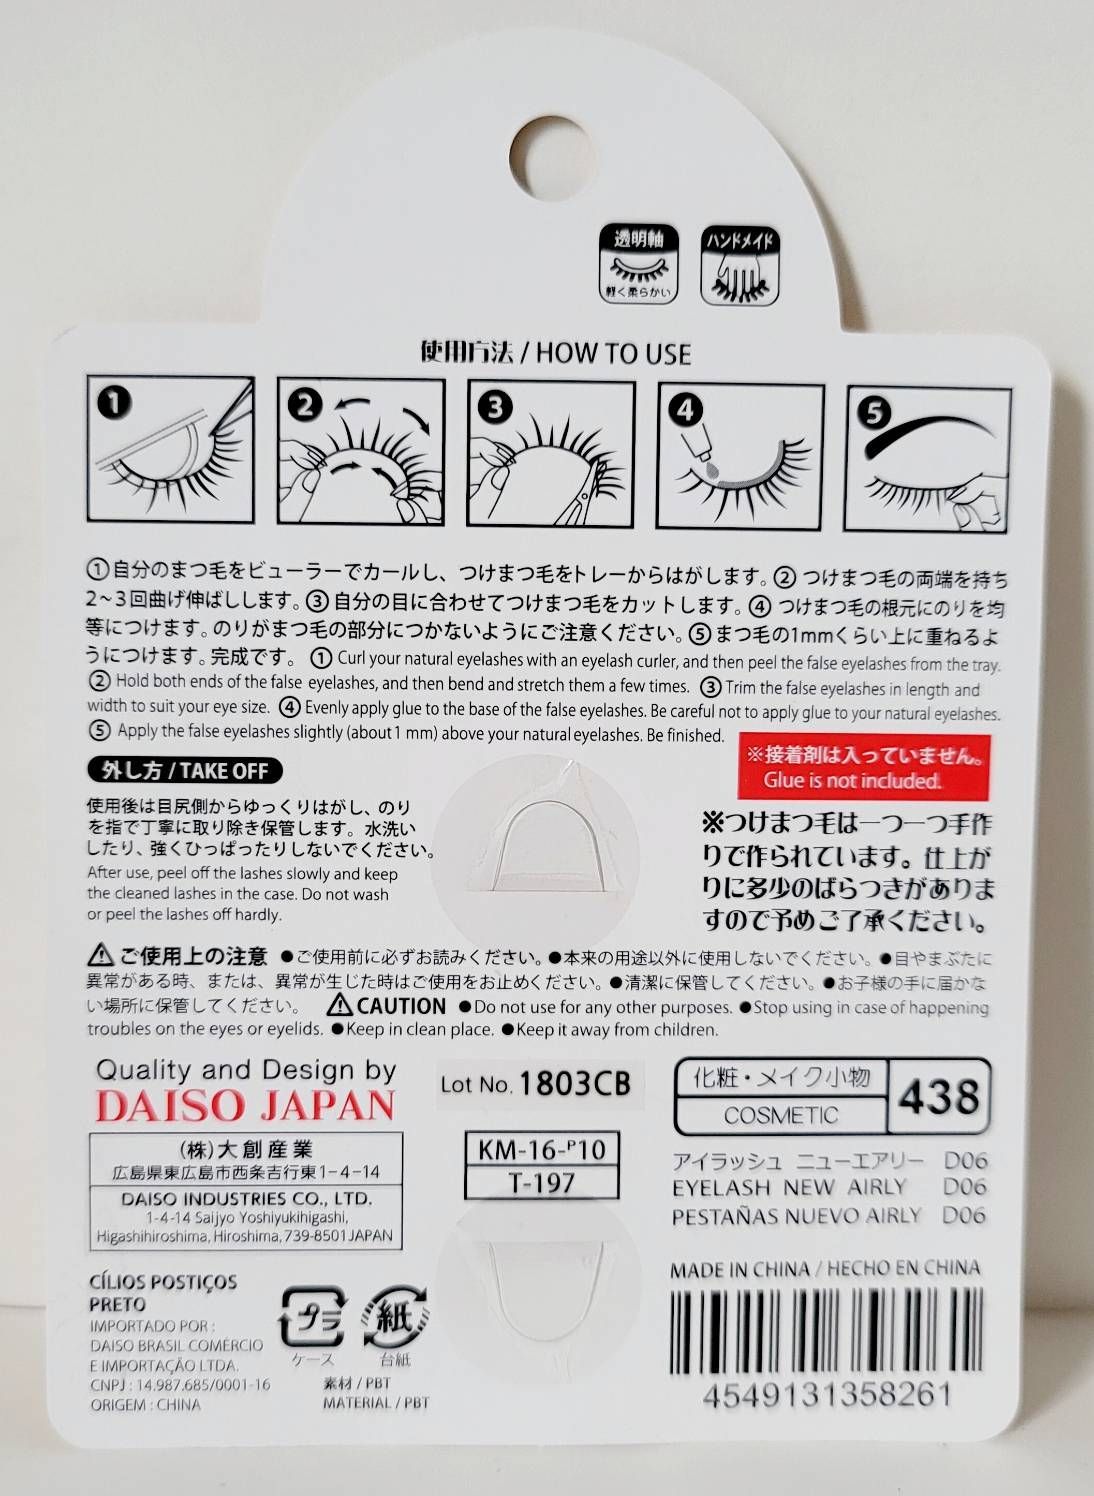 透明軸
軽く柔らかい
ハンドメイド
使用方法 / HOW TO USE
1
2
3
4
5
①自分のまつ毛をビューラーでカールし、つけまつ毛をトレーからはがします。② つけまつ毛の両端を持ち
2~3回曲げ伸ばしします。③ 自分の目に合わせてつけまつ毛をカットします。④ つけまつ毛の根元にのりを均
等につけます。のりがまつ毛の部分につかないようにご注意ください。⑤ まつ毛の1mmくらい上に重ねるよ
うにつけます。完成です。 ① Curl your natural eyelashes with an eyelash curler, and then peel the false eyelashes from the tray.
② Hold both ends of the false eyelashes, and then bend and stretch them a few times. ③ Trim the false eyelashes in length and
width to suit your eye size. ④ Evenly apply glue to the base of the false eyelashes. Be careful not to apply glue to your natural eyelashes.
⑤ Apply the false eyelashes slightly (about 1 mm) above your natural eyelashes. Be finished.
※接着剤は入っていません。
Glue is not included.
外し方 / TAKE OFF
使用後は目尻側からゆっくりはがし、のり
を指で丁寧に取り除き保管します。水洗い
したり、強くひっぱったりしないでください。
After use, peel off the lashes slowly and keep
the cleaned lashes in the case. Do not wash
or peel the lashes off hardly.
※つけまつ毛は一つ一つ手作
りで作られています。仕上が
りに多少のばらつきがありま
すので予めご了承ください。
⚠ご使用上の注意 ●ご使用前に必ずお読みください。●本来の用途以外に使用しないでください。●目やまぶたに
異常がある時、または、異常が生じた時はご使用をお止めください。●清潔に保管してください。●お子様の手に届かな
い場所に保管してください。 ⚠CAUTION ●Do not use for any other purposes. ●Stop using in case of happening
troubles on the eyes or eyelids. ●Keep in clean place. ●Keep it away from children.
Quality and Design by
DAISO JAPAN
(株)大創産業
広島県東広島市西条吉行東1-4-14
DAISO INDUSTRIES CO., LTD.
1-4-14 Saijyo Yoshiyukihigashi,
Higashihiroshima, Hiroshima, 739-8501 JAPAN
Lot No. 1803CB
KM-16-P10
T-197
化粧・メイク小物
COSMETIC
438
アイラッシュ ニューエアリー D06
EYELASH NEW AIRLY D06
PESTAÑAS NUEVO AIRLY D06
MADE IN CHINA / HECHO EN CHINA
4549131358261
CÍLIOS POSTIÇOS
PRETO
IMPORTADO POR :
DAISO BRASIL COMÉRCIO
E IMPORTAÇÃO LTDA.
CNPJ : 14.987.685/0001-16
ORIGEM : CHINA
プラ
ケース
紙
台紙
素材 / PBT
MATERIAL / PBT